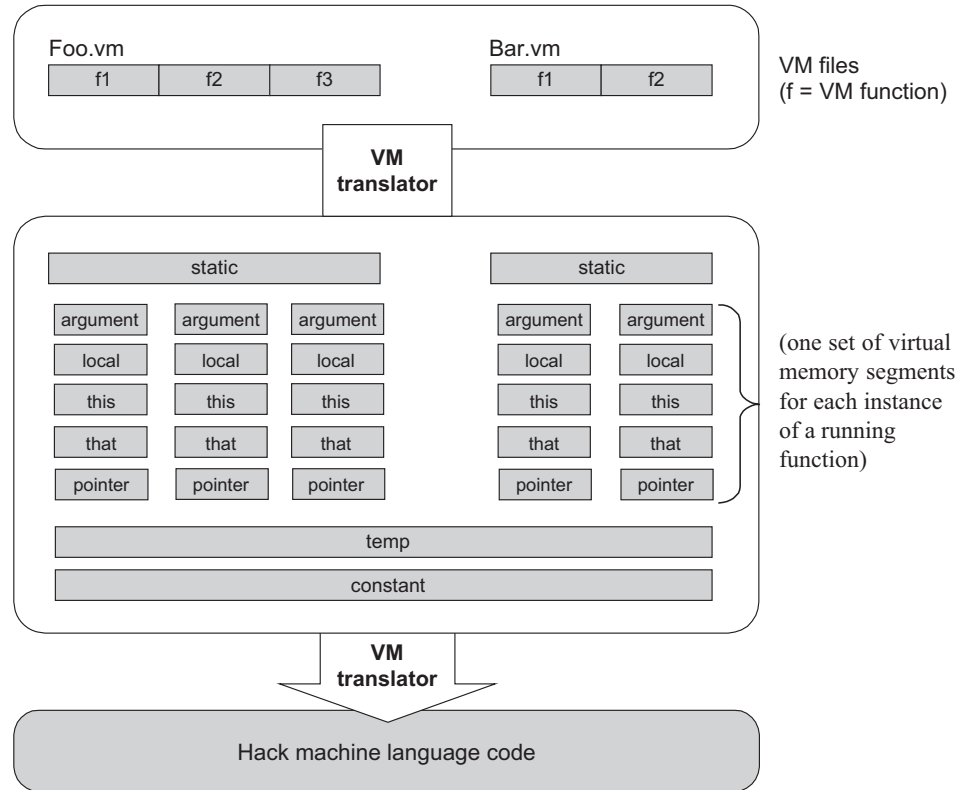 Foo.vm
Bar.vm
f1 f2 f3
f1 f2
VM files
(f = VM function)
VM
translator
static
static
argument argument argument argument argument
local local local local local
this this this this this
that that that that that
pointer pointer pointer pointer pointer
(one set of virtual
memory segments
for each instance
of a running
function)
temp
constant
VM
translator
Hack machine language code